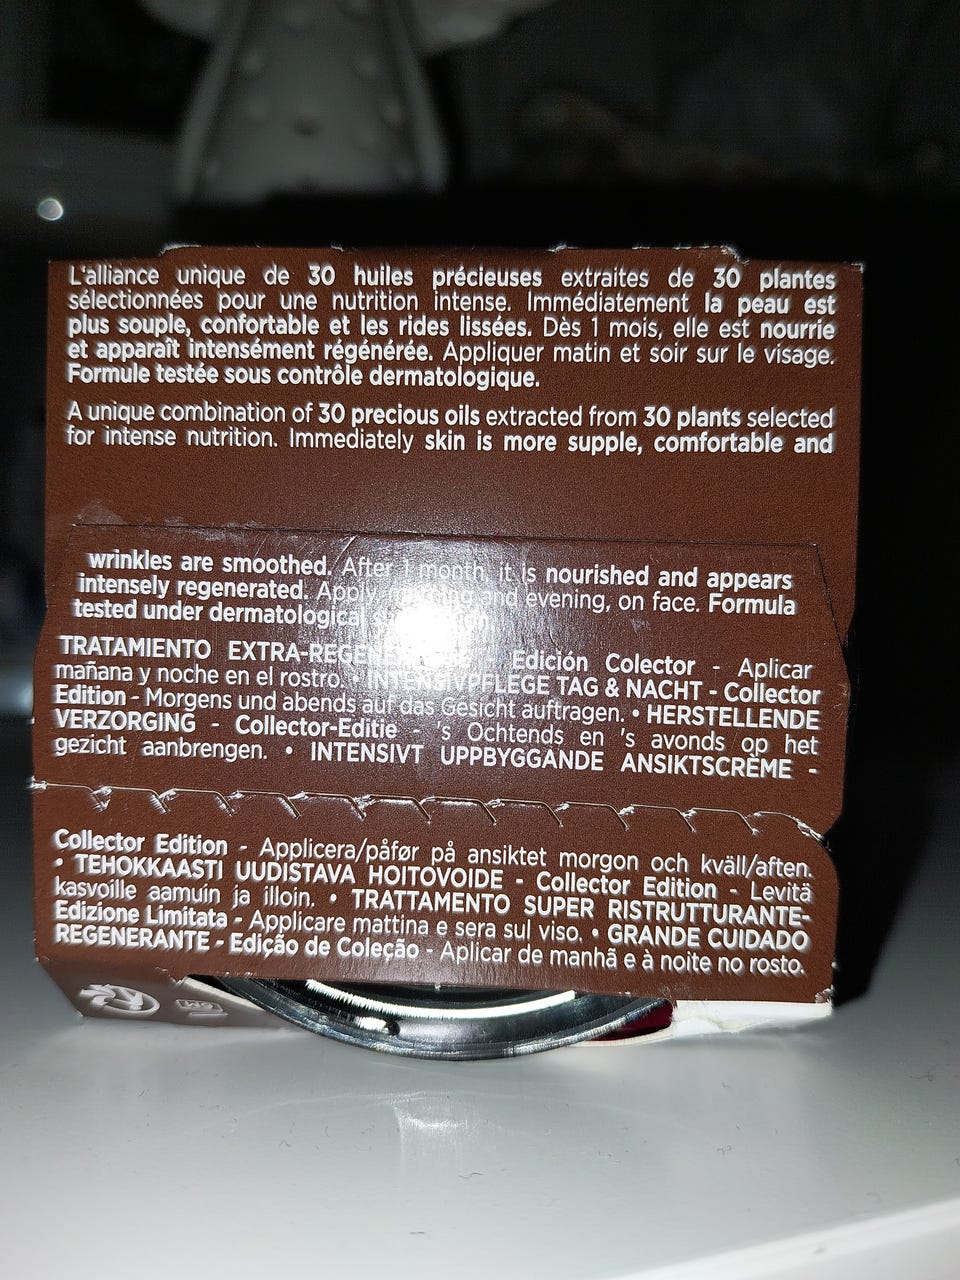 L'alliance unique de 30 huiles précieuses extraites de 30 plantes
sélectionnées pour une nutrition intense. Immédiatement la peau est
plus souple, confortable et les rides lissées. Dès 1 mois, elle est nourrie
et apparaît intensément régénérée. Appliquer matin et soir sur le visage.
Formule testée sous contrôle dermatologique.
A unique combination of 30 precious oils extracted from 30 plants selected
for intense nutrition. Immediately skin is more supple, comfortable and
wrinkles are smoothed. After 1 month, it is nourished and appears
intensely regenerated. Apply and evening, on face. Formula
tested under dermatological
TRATAMIENTO - Edición Colector - Aplicar
mañana y noche en el rostro. • INTENSIVPFLEGE TAG & NACHT - Collector
Edition - Morgens und abends auf das Gesicht auftragen. • HERSTELLENDE
VERZORGING - Collector-Editie - 's Ochtends en 's avonds op het
gezicht aanbrengen. • INTENSIVT UPPBYGGANDE ANSIKTSCREME -
Collector Edition - Applicera/påfør på ansiktet morgon och kväll/aften.
• TEHOKKAASTI UUDISTAVA HOITOVOIDE - Collector Edition - Levitä
kasvoille aamuin ja illoin. • TRATTAMENTO SUPER RISTRUTTURANTE-
Edizione Limitata - Applicare mattina e sera sul viso. • GRANDE CUIDADO
REGENERANTE - Edição de Coleção - Aplicar de manhã e à noite no rosto.